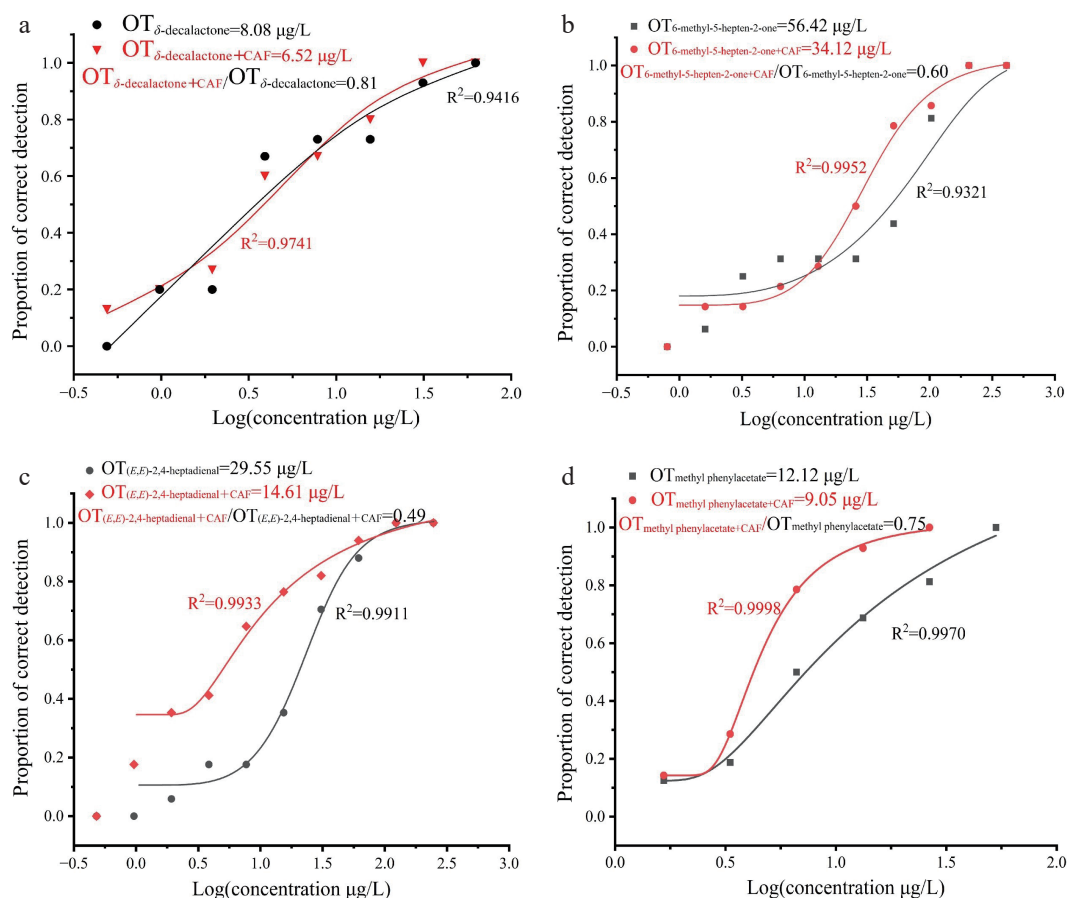 a
OTδ-decalactone=8.08 μg/L
OTδ-decalactone+CAF=6.52 μg/L
OTδ-decalactone+CAF/OTδ-decalactone=0.81
R²=0.9416
R²=0.9741
Proportion of correct detection
1.0
0.8
0.6
0.4
0.2
0.0
−0.5
0.0
0.5
1.0
1.5
2.0
Log(concentration μg/L)
b
OT6-methyl-5-hepten-2-one=56.42 μg/L
OT6-methyl-5-hepten-2-one+CAF=34.12 μg/L
OT6-methyl-5-hepten-2-one+CAF/OT6-methyl-5-hepten-2-one=0.60
R²=0.9952
R²=0.9321
Proportion of correct detection
1.0
0.8
0.6
0.4
0.2
0.0
−0.5
0.0
0.5
1.0
1.5
2.0
2.5
3.0
Log(concentration μg/L)
c
OT(E,E)-2,4-heptadienal=29.55 μg/L
OT(E,E)-2,4-heptadienal+CAF=14.61 μg/L
OT(E,E)-2,4-heptadienal+CAF/OT(E,E)-2,4-heptadienal+CAF=0.49
R²=0.9933
R²=0.9911
Proportion of correct detection
1.0
0.8
0.6
0.4
0.2
0.0
−0.5
0.0
0.5
1.0
1.5
2.0
2.5
3.0
Log(concentration μg/L)
d
OTmethyl phenylacetate=12.12 μg/L
OTmethyl phenylacetate+CAF=9.05 μg/L
OTmethyl phenylacetate+CAF/OTmethyl phenylacetate=0.75
R²=0.9998
R²=0.9970
Proportion of correct detection
1.0
0.8
0.6
0.4
0.2
0.0
0.0
0.5
1.0
1.5
2.0
Log(concentration μg/L)